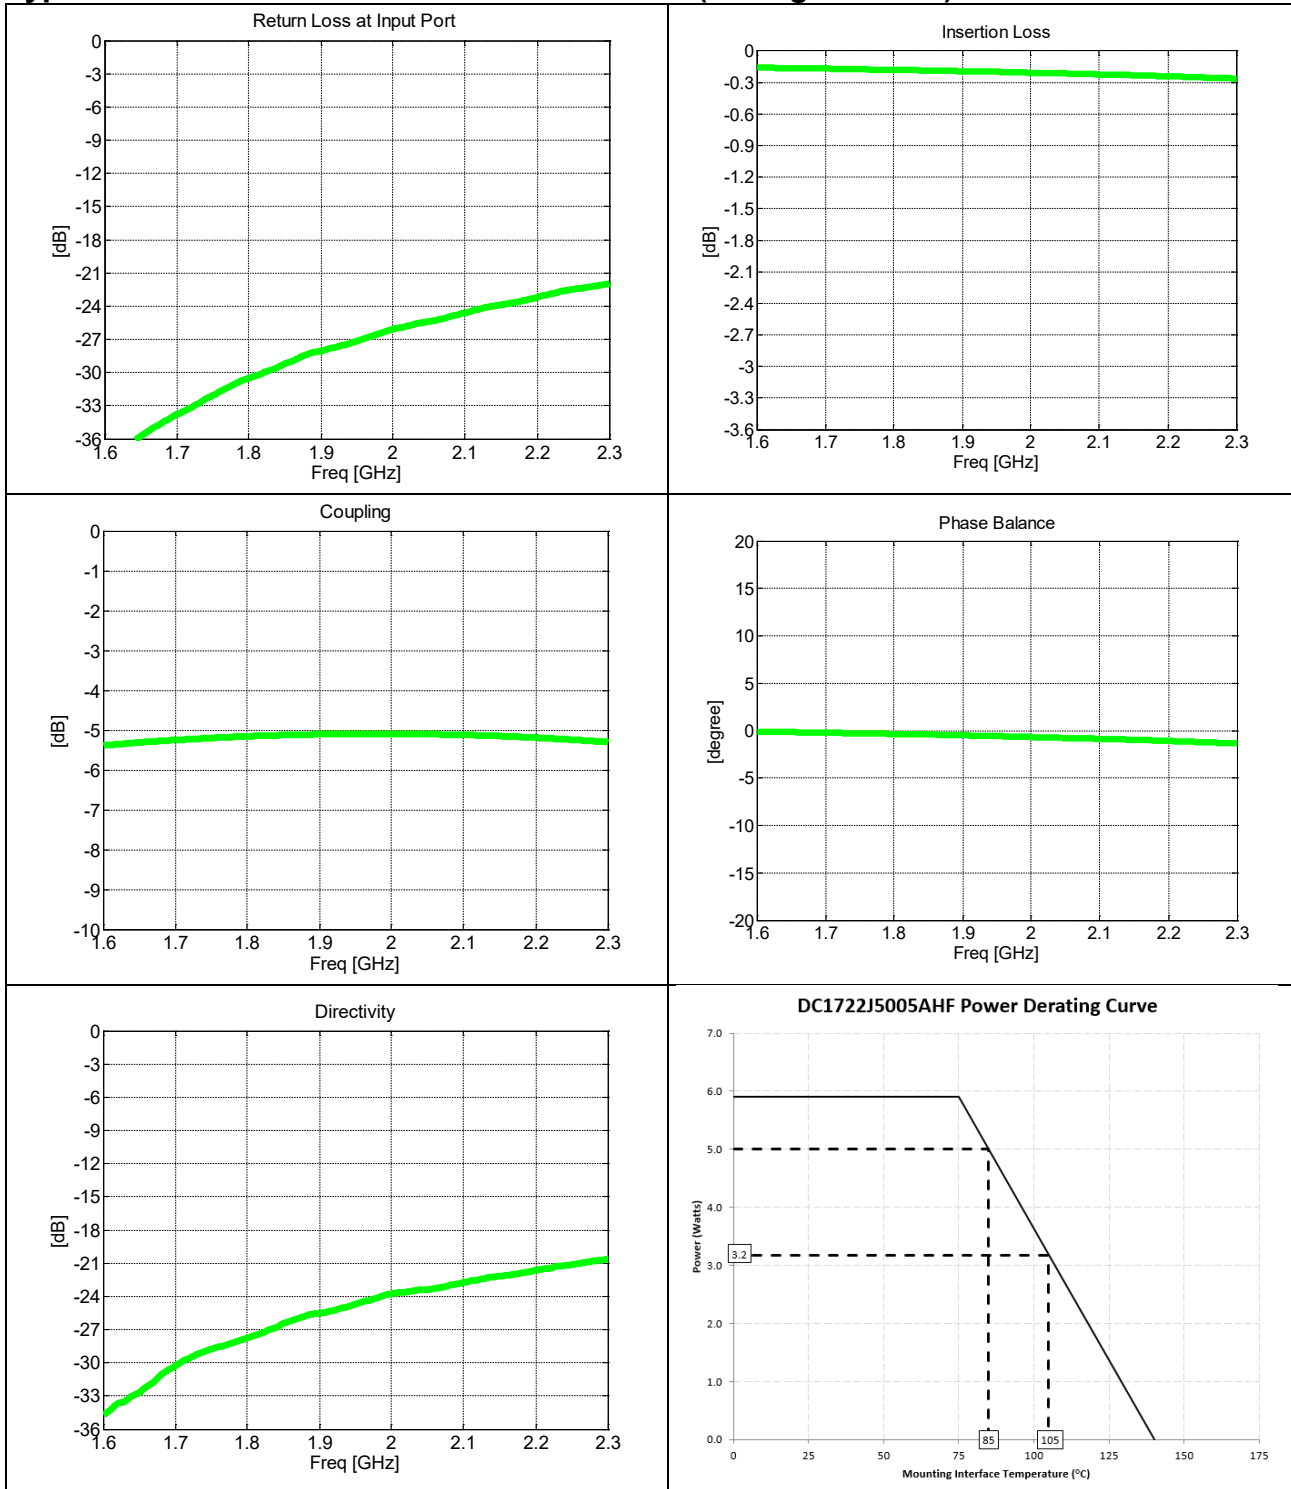 Return Loss at Input Port
0
-3
-6
-9
-12
-15
-18
-21
-24
-27
-30
-33
-36
[dB]
1.6 1.7 1.8 1.9 2 2.1 2.2 2.3
Freq [GHz]
Insertion Loss
0
-0.3
-0.6
-0.9
-1.2
-1.5
-1.8
-2.1
-2.4
-2.7
-3
-3.3
-3.6
[dB]
1.6 1.7 1.8 1.9 2 2.1 2.2 2.3
Freq [GHz]
Coupling
0
-1
-2
-3
-4
-5
-6
-7
-8
-9
-10
[dB]
1.6 1.7 1.8 1.9 2 2.1 2.2 2.3
Freq [GHz]
Phase Balance
20
15
10
5
0
-5
-10
-15
-20
[degree]
1.6 1.7 1.8 1.9 2 2.1 2.2 2.3
Freq [GHz]
Directivity
0
-3
-6
-9
-12
-15
-18
-21
-24
-27
-30
-33
-36
[dB]
1.6 1.7 1.8 1.9 2 2.1 2.2 2.3
Freq [GHz]
DC1722J5005AHF Power Derating Curve
7.0
6.0
5.0
4.0
3.2
3.0
2.0
1.0
0.0
Power (Watts)
85 105
0 25 50 75 100 125 150 175
Mounting Interface Temperature (°C)